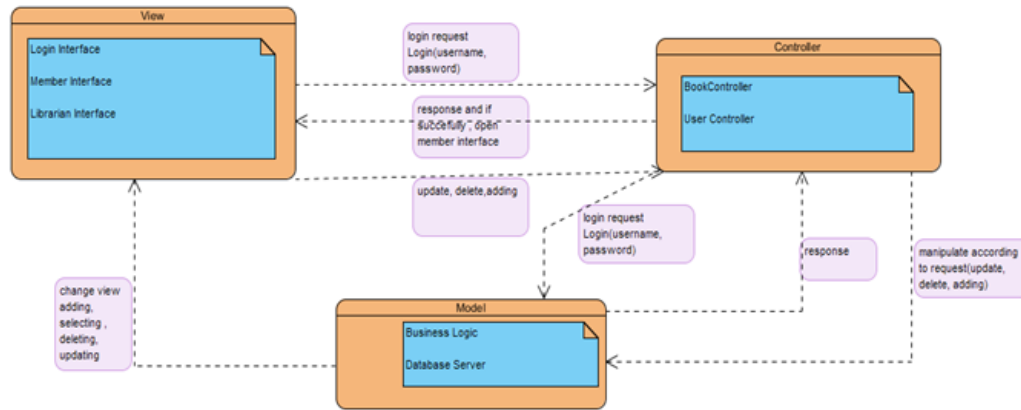 View
Login Interface
Member Interface
Librarian Interface
login request
Login(username,
password)
response and if
succefully , open
member interface
update, delete,adding
Controller
BookController
User Controller
login request
Login(username,
password)
response
manipulate according
to request(update,
delete, adding)
change view
adding,
selecting ,
deleting,
updating
Model
Business Logic
Database Server